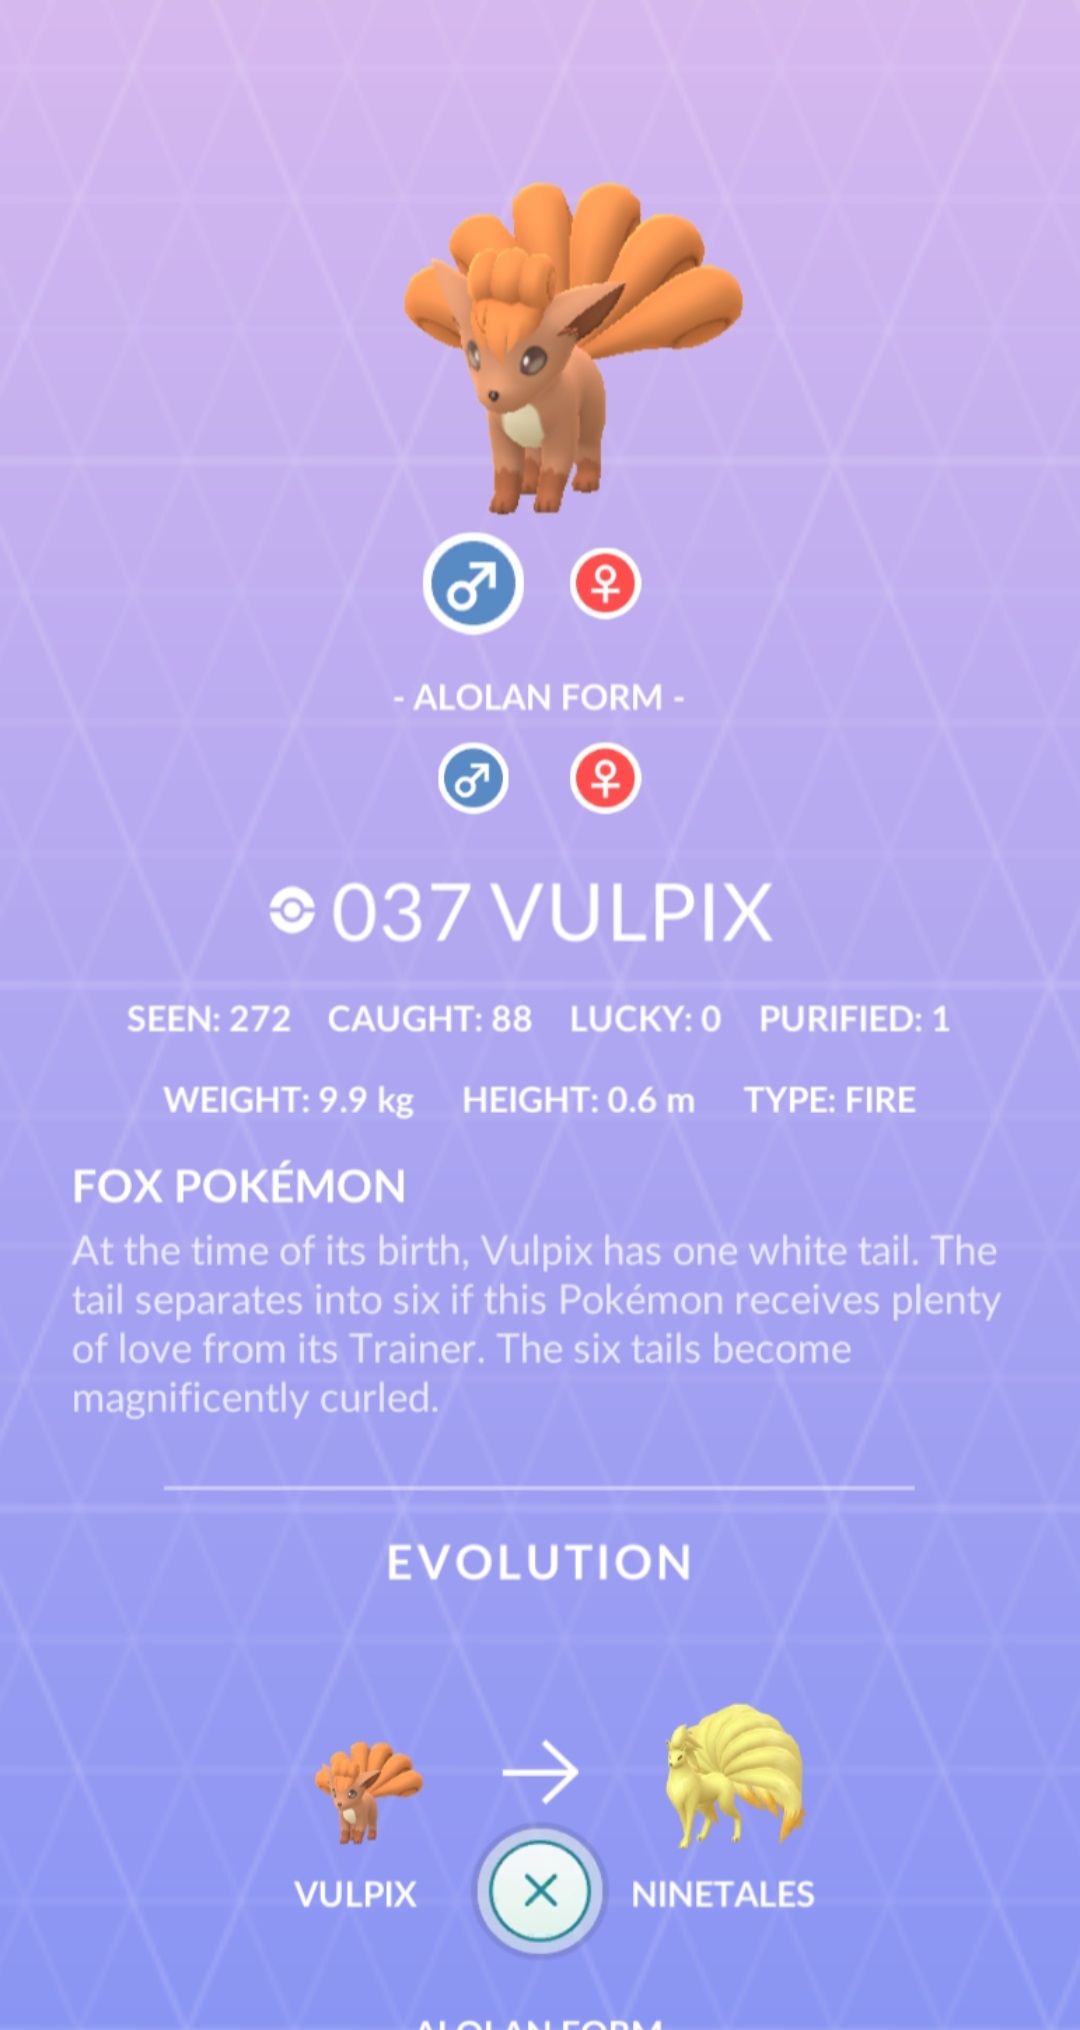 - ALOLAN FORM -
037 VULPIX
SEEN: 272 CAUGHT: 88 LUCKY: 0 PURIFIED: 1
WEIGHT: 9.9 kg HEIGHT: 0.6 m TYPE: FIRE
FOX POKÉMON
At the time of its birth, Vulpix has one white tail. The
tail separates into six if this Pokémon receives plenty
of love from its Trainer. The six tails become
magnificently curled.
EVOLUTION
VULPIX NINETALES
ALOLAN FORM